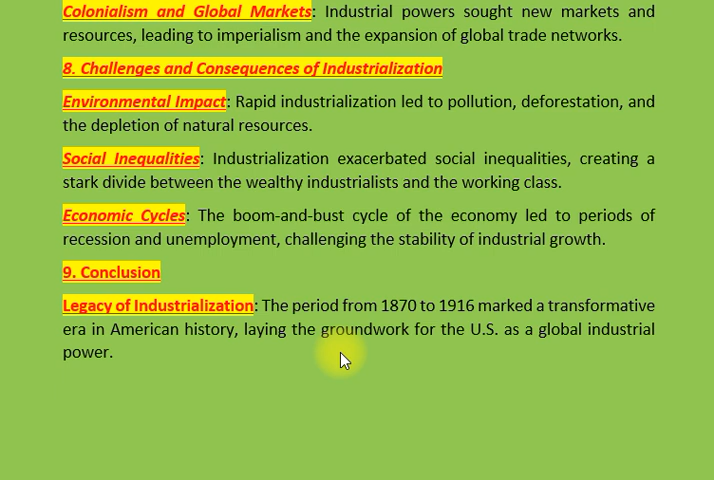 Colonialism and Global Markets: Industrial powers sought new markets and
resources, leading to imperialism and the expansion of global trade networks.
8. Challenges and Consequences of Industrialization
Environmental Impact: Rapid industrialization led to pollution, deforestation, and
the depletion of natural resources.
Social Inequalities: Industrialization exacerbated social inequalities, creating a
stark divide between the wealthy industrialists and the working class.
Economic Cycles: The boom-and-bust cycle of the economy led to periods of
recession and unemployment, challenging the stability of industrial growth.
9. Conclusion
Legacy of Industrialization: The period from 1870 to 1916 marked a transformative
era in American history, laying the groundwork for the U.S. as a global industrial
power.